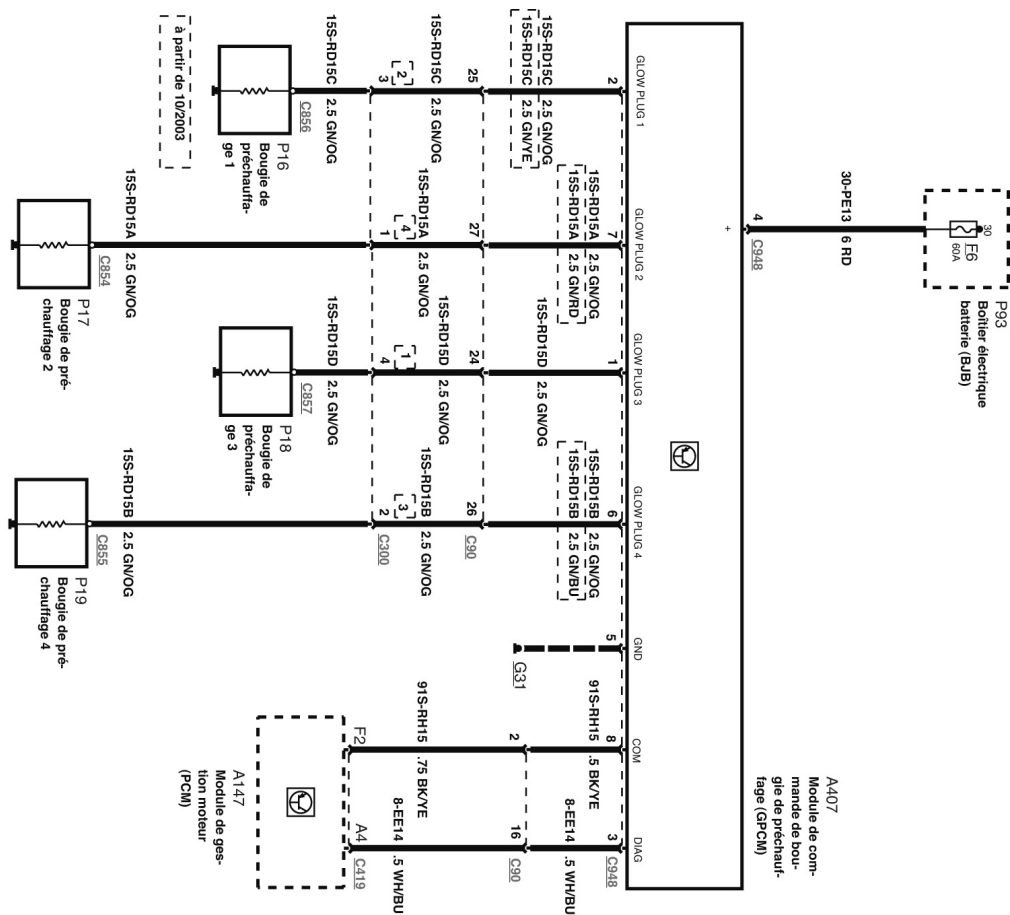 P93
Boîtier électrique
batterie (BJB)
30
F6
60A
30-PE13 6 RD
4
C948
+
A407
Module de com-
mande de bou-
gie de préchauf-
fage (GPCM)
GLOW PLUG 1
GLOW PLUG 2
GLOW PLUG 3
GLOW PLUG 4
GND
COM
DIAG
2
7
1
6
5
8
3
C948
15S-RD15C 2.5 GN/OG
15S-RD15C 2.5 GN/YE
15S-RD15A 2.5 GN/OG
15S-RD15A 2.5 GN/RD
15S-RD15D 2.5 GN/OG
15S-RD15B 2.5 GN/OG
15S-RD15B 2.5 GN/BU
91S-RH15 .5 BK/YE
8-EE14 .5 WH/BU
G31
25
27
24
26
C90
2
16
C90
15S-RD15C 2.5 GN/OG
15S-RD15A 2.5 GN/OG
15S-RD15D 2.5 GN/OG
15S-RD15B 2.5 GN/OG
91S-RH15 .75 BK/YE
8-EE14 .5 WH/BU
2
4
1
3
3
1
4
2
C300
F2
A4
C419
A147
Module de ges-
tion moteur
(PCM)
15S-RD15C 2.5 GN/OG
15S-RD15A 2.5 GN/OG
15S-RD15D 2.5 GN/OG
15S-RD15B 2.5 GN/OG
C856
P16
Bougie de
préchauffa-
ge 1
C857
P18
Bougie de
préchauffa-
ge 3
C854
P17
Bougie de pré-
chauffage 2
C855
P19
Bougie de pré-
chauffage 4
à partir de 10/2003